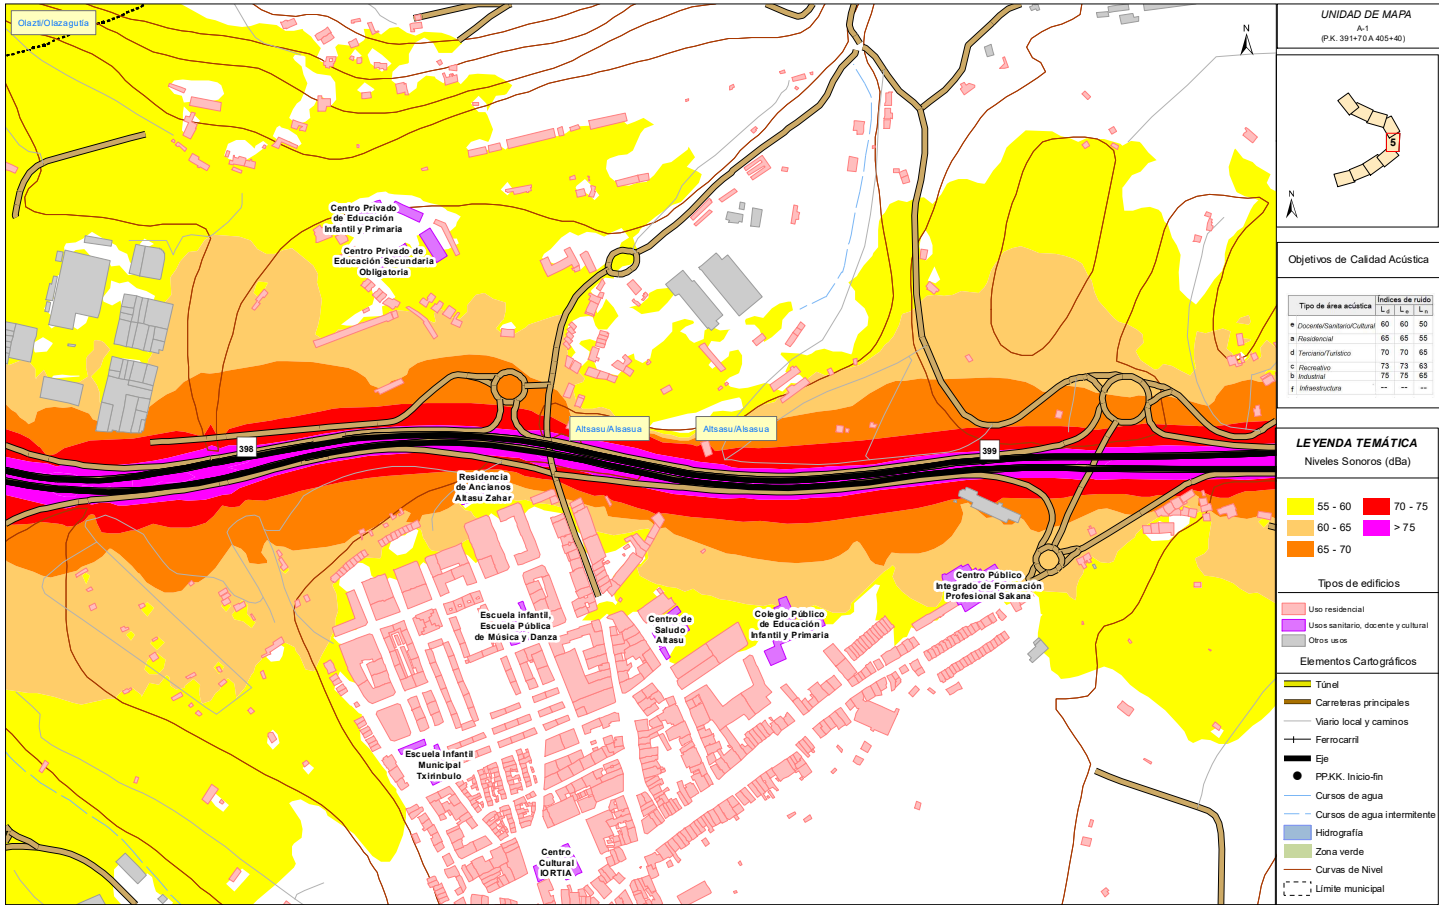 Olazti/Olazagutía
N
Centro Privado
de Educación
Infantil y Primaria
Centro Privado de
Educación Secundaria
Obligatoria
Altsasu/Alsasua
Altsasu/Alsasua
398
399
Residencia
de Ancianos
Altasu Zahar
Escuela infantil,
Escuela Pública
de Música y Danza
Centro de
Saludo
Altasu
Colegio Público
de Educación
Infantil y Primaria
Centro Público
Integrado de Formación
Profesional Sakana
Escuela Infantil
Municipal
Txirinbulo
Centro
Cultural
IORTIA
UNIDAD DE MAPA
A-1
(P.K. 391+70 A 405+40)
5
N
Objetivos de Calidad Acústica
Tipo de área acústica Índices de ruido
Ld Le Ln
e Docente/Sanitario/Cultural 60 60 50
a Residencial 65 65 55
d Terciario/Turístico 70 70 65
c Recreativo 73 73 63
b Industrial 75 75 65
f Infraestructura -- -- --
LEYENDA TEMÁTICA
Niveles Sonoros (dBa)
55 - 60 70 - 75
60 - 65 > 75
65 - 70
Tipos de edificios
Uso residencial
Usos sanitario, docente y cultural
Otros usos
Elementos Cartográficos
Túnel
Carreteras principales
Viario local y caminos
Ferrocarril
Eje
PP.KK. Inicio-fin
Cursos de agua
Cursos de agua intermitente
Hidrografía
Zona verde
Curvas de Nivel
Límite municipal